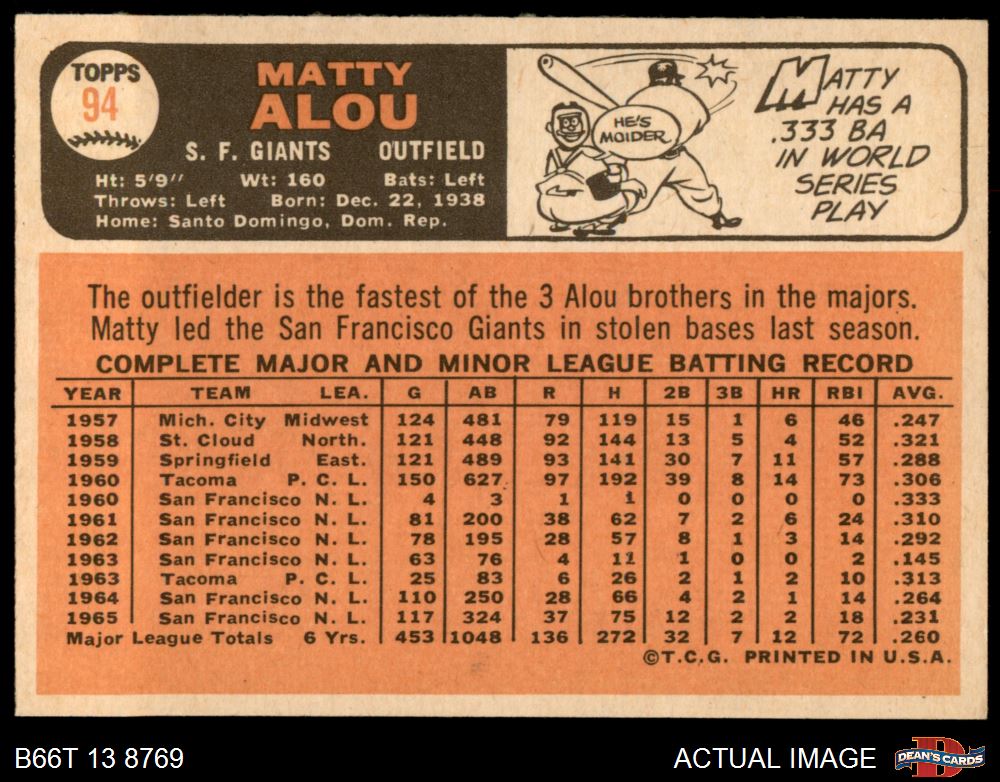 TOPPS
94
MATTY
ALOU
S. F. GIANTS OUTFIELD
Ht: 5'9" Wt: 160 Bats: Left
Throws: Left Born: Dec. 22, 1938
Home: Santo Domingo, Dom. Rep.
HE'S
MOIDER
MATTY
HAS A
.333 BA
IN WORLD
SERIES
PLAY
The outfielder is the fastest of the 3 Alou brothers in the majors.
Matty led the San Francisco Giants in stolen bases last season.
COMPLETE MAJOR AND MINOR LEAGUE BATTING RECORD
YEAR TEAM LEA. G AB R H 2B 3B HR RBI AVG.
1957 Mich. City Midwest 124 481 79 119 15 1 6 46 .247
1958 St. Cloud North. 121 448 92 144 13 5 4 52 .321
1959 Springfield East. 121 489 93 141 30 7 11 57 .288
1960 Tacoma P. C. L. 150 627 97 192 39 8 14 73 .306
1960 San Francisco N. L. 4 3 1 1 0 0 0 0 .333
1961 San Francisco N. L. 81 200 38 62 7 2 6 24 .310
1962 San Francisco N. L. 78 195 28 57 8 1 3 14 .292
1963 San Francisco N. L. 63 76 4 11 1 0 0 2 .145
1963 Tacoma P. C. L. 25 83 6 26 2 1 2 10 .313
1964 San Francisco N. L. 110 250 28 66 4 2 1 14 .264
1965 San Francisco N. L. 117 324 37 75 12 2 2 18 .231
Major League Totals 6 Yrs. 453 1048 136 272 32 7 12 72 .260
©T.C.G. PRINTED IN U.S.A.
B66T 13 8769
ACTUAL IMAGE
D
DEAN'S CARDS